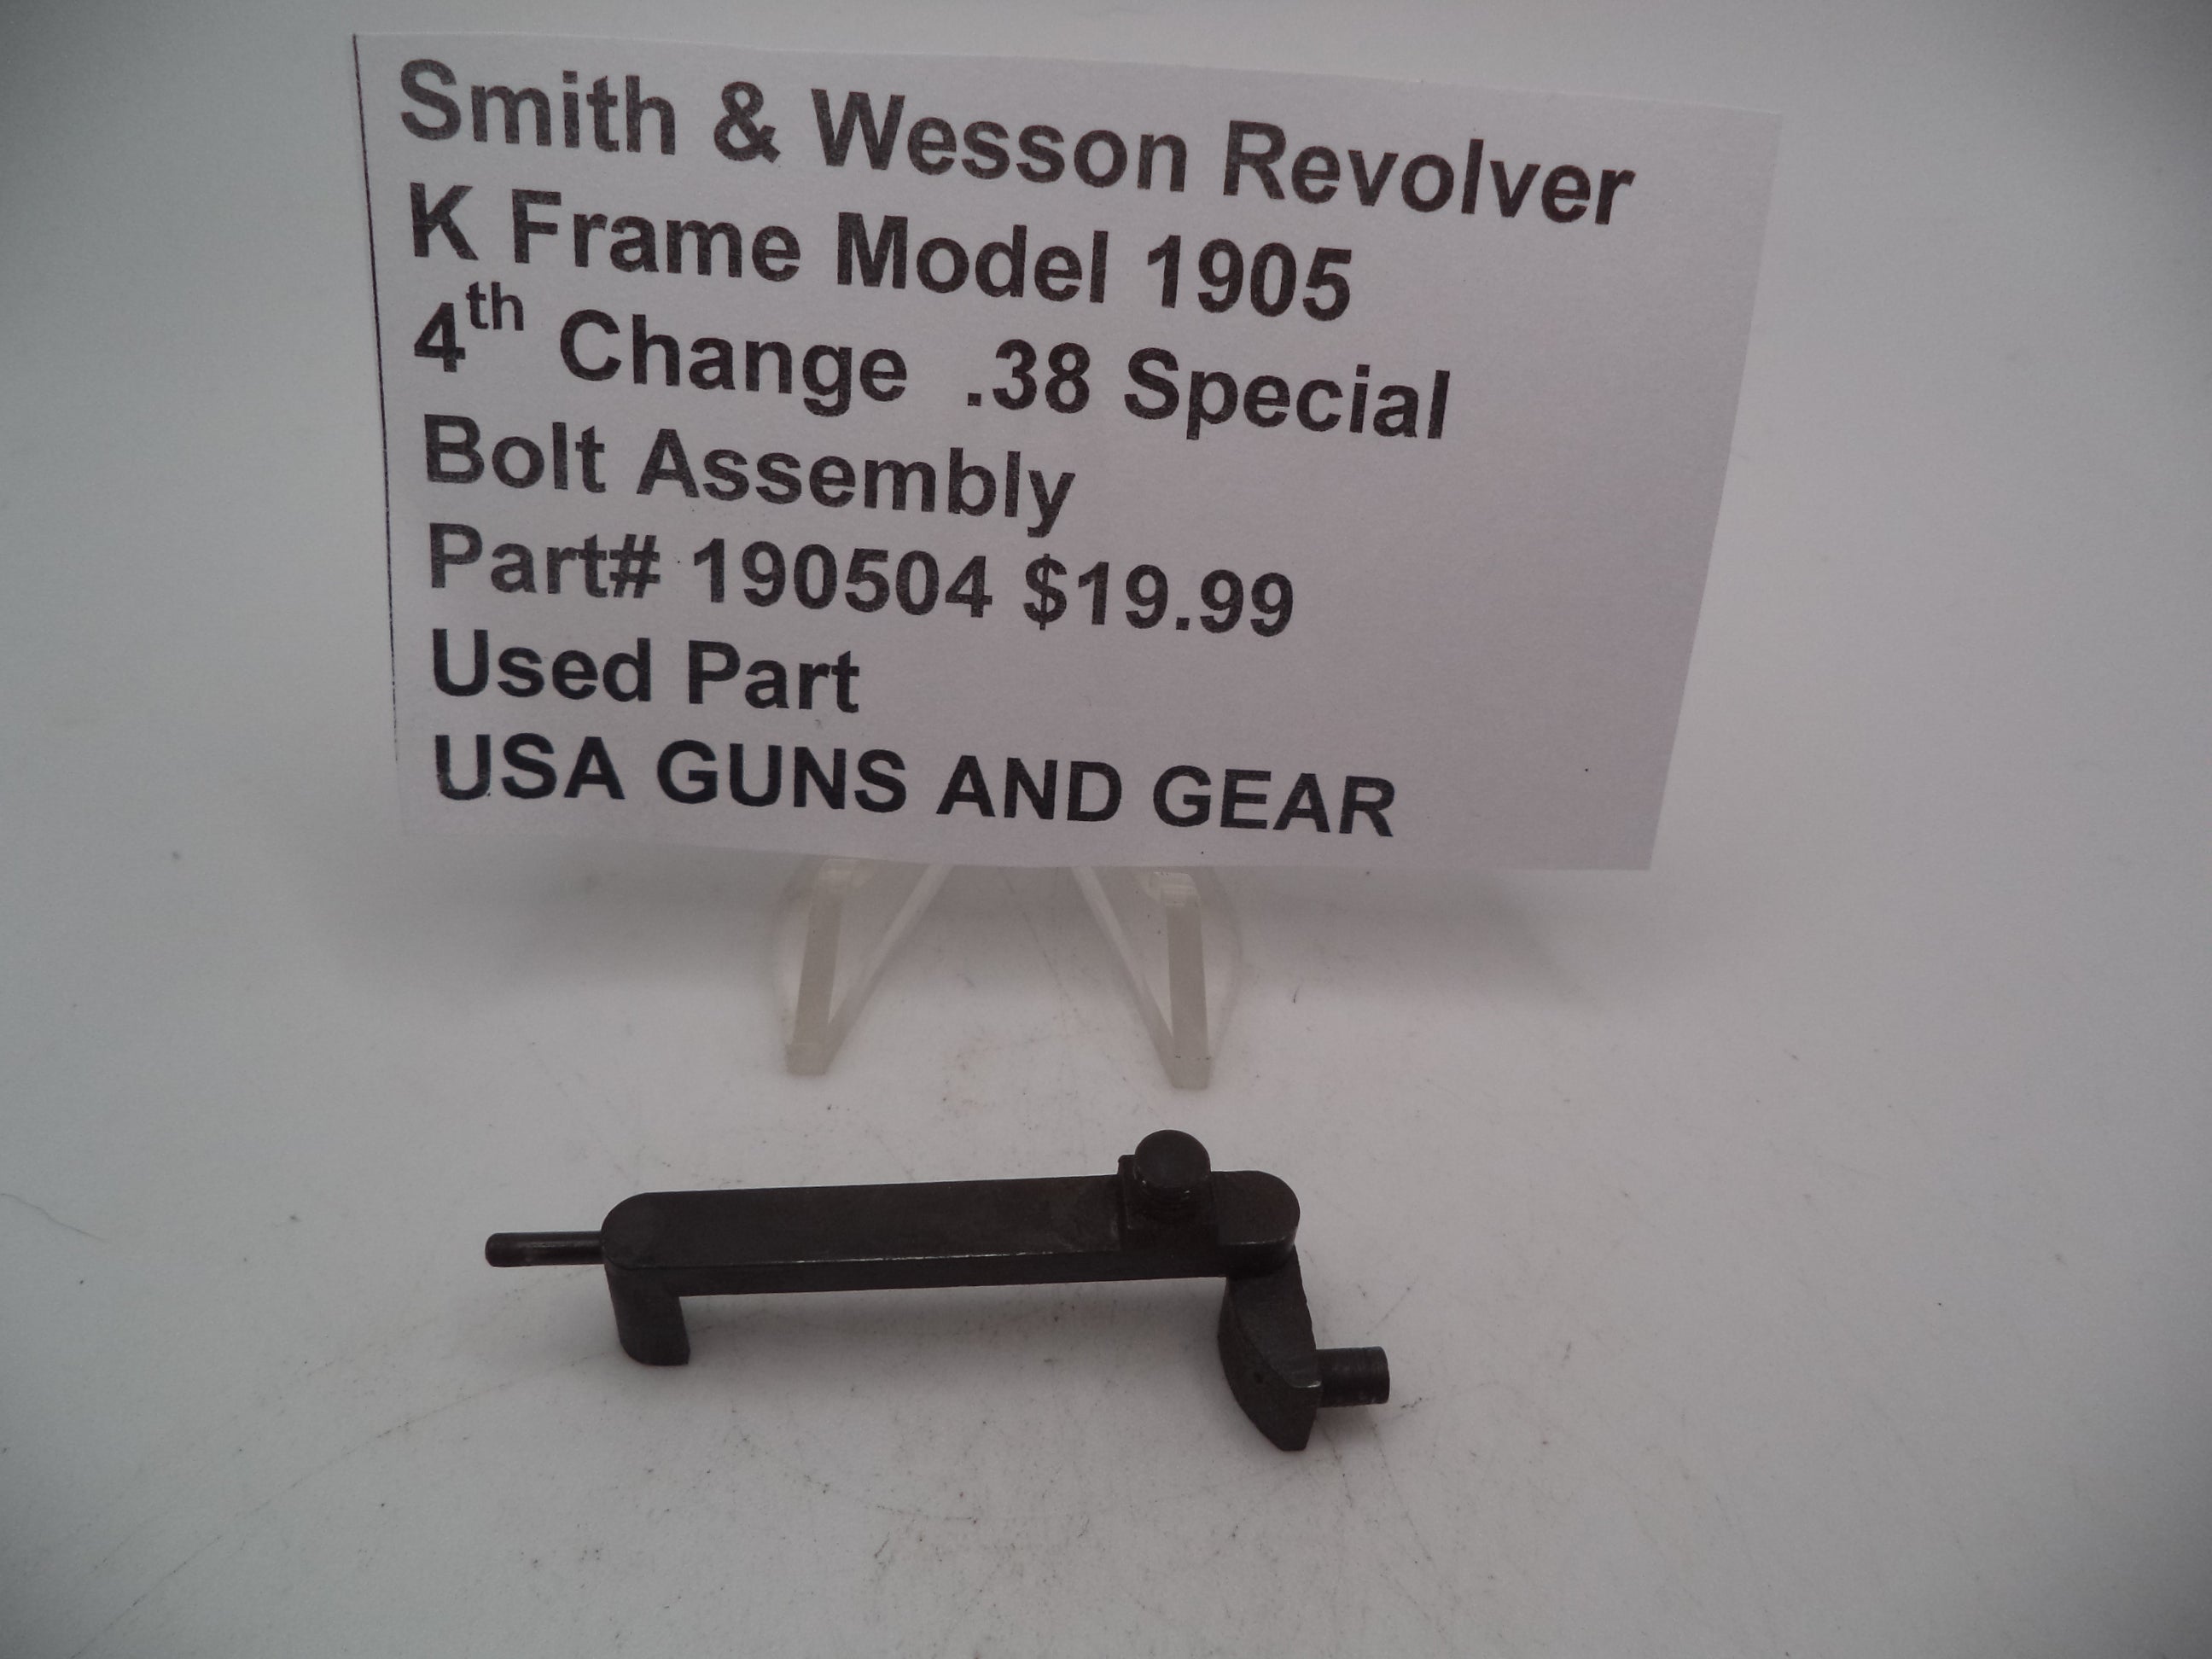 Smith & Wesson Revolver
K Frame Model 1905
4th Change .38 Special
Bolt Assembly
Part# 190504 $19.99
Used Part
USA GUNS AND GEAR